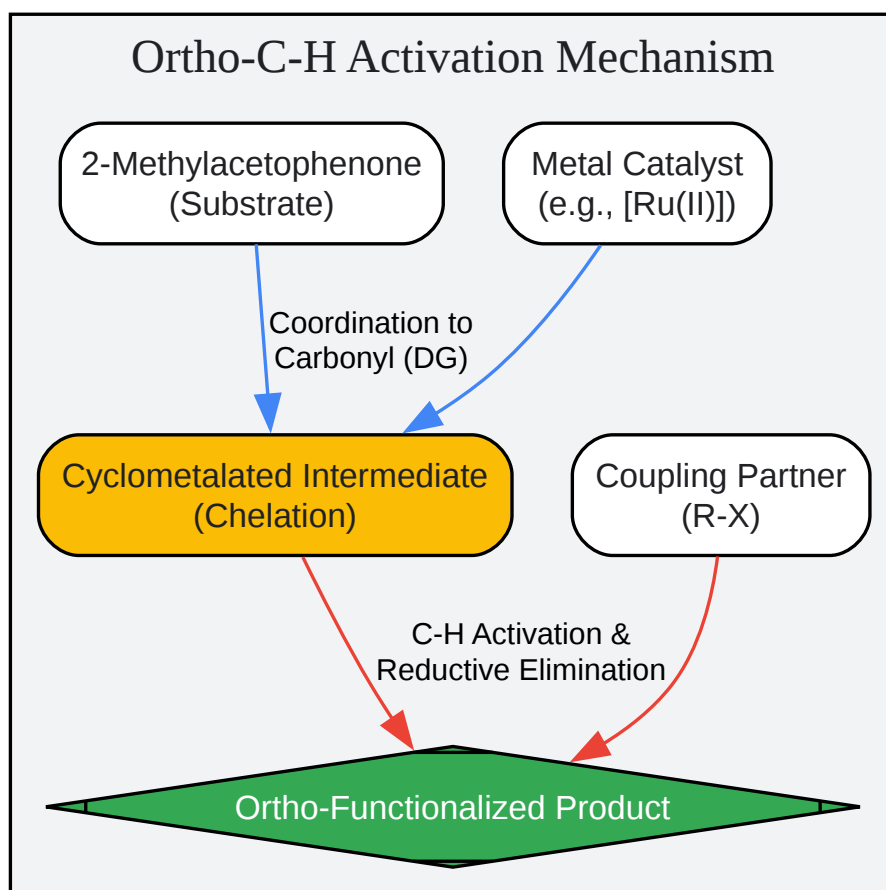 Ortho-C-H Activation Mechanism
2-Methylacetophenone
(Substrate)
Metal Catalyst
(e.g., [Ru(II)])
Coordination to
Carbonyl (DG)
Cyclometalated Intermediate
(Chelation)
Coupling Partner
(R-X)
C-H Activation &
Reductive Elimination
Ortho-Functionalized Product